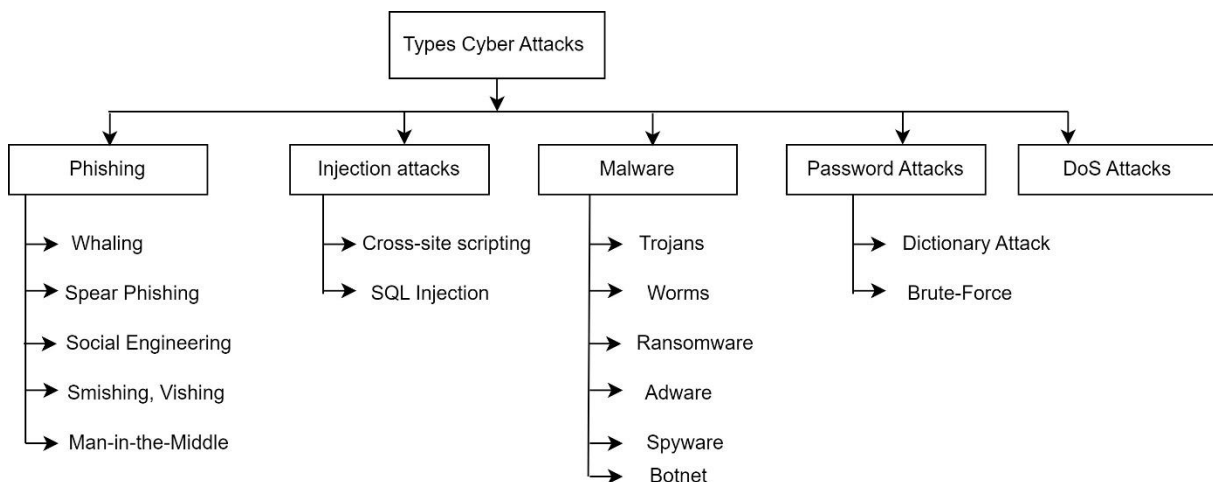 Types Cyber Attacks
Phishing
Injection attacks
Malware
Password Attacks
DoS Attacks
Whaling
Spear Phishing
Social Engineering
Smishing, Vishing
Man-in-the-Middle
Cross-site scripting
SQL Injection
Trojans
Worms
Ransomware
Adware
Spyware
Botnet
Dictionary Attack
Brute-Force